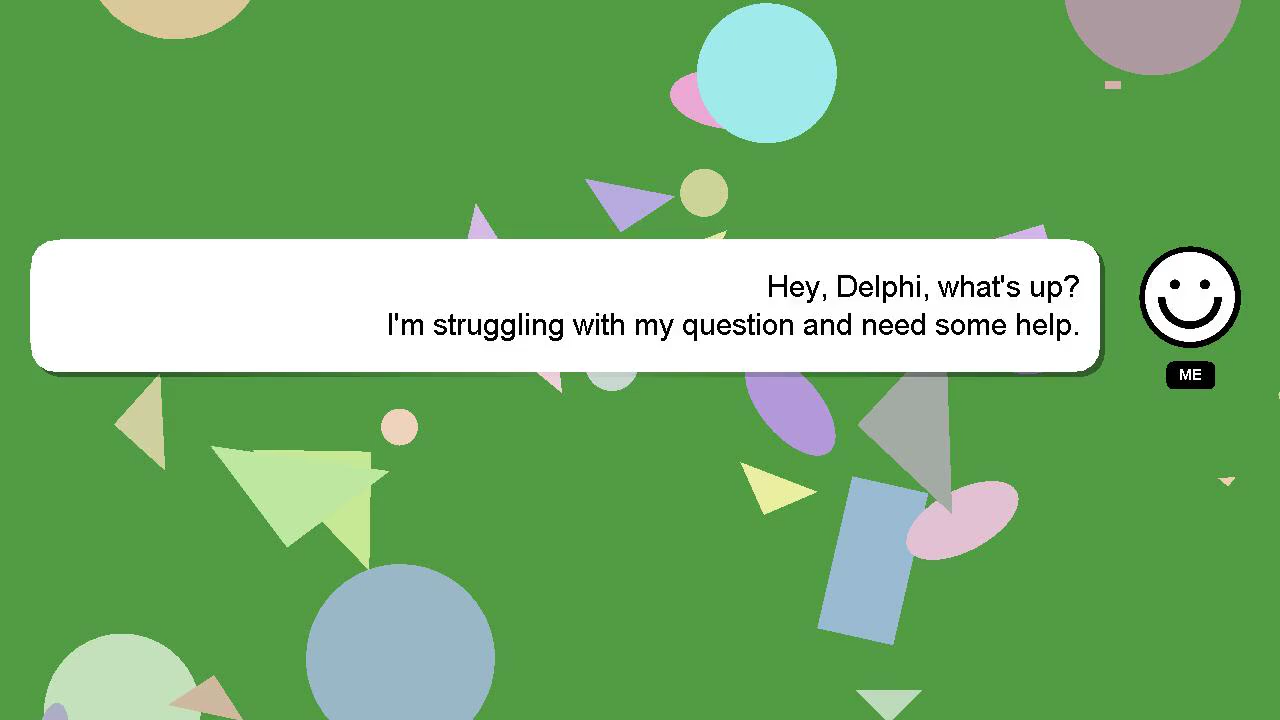 Hey, Delphi, what's up?
I'm struggling with my question and need some help.
ME